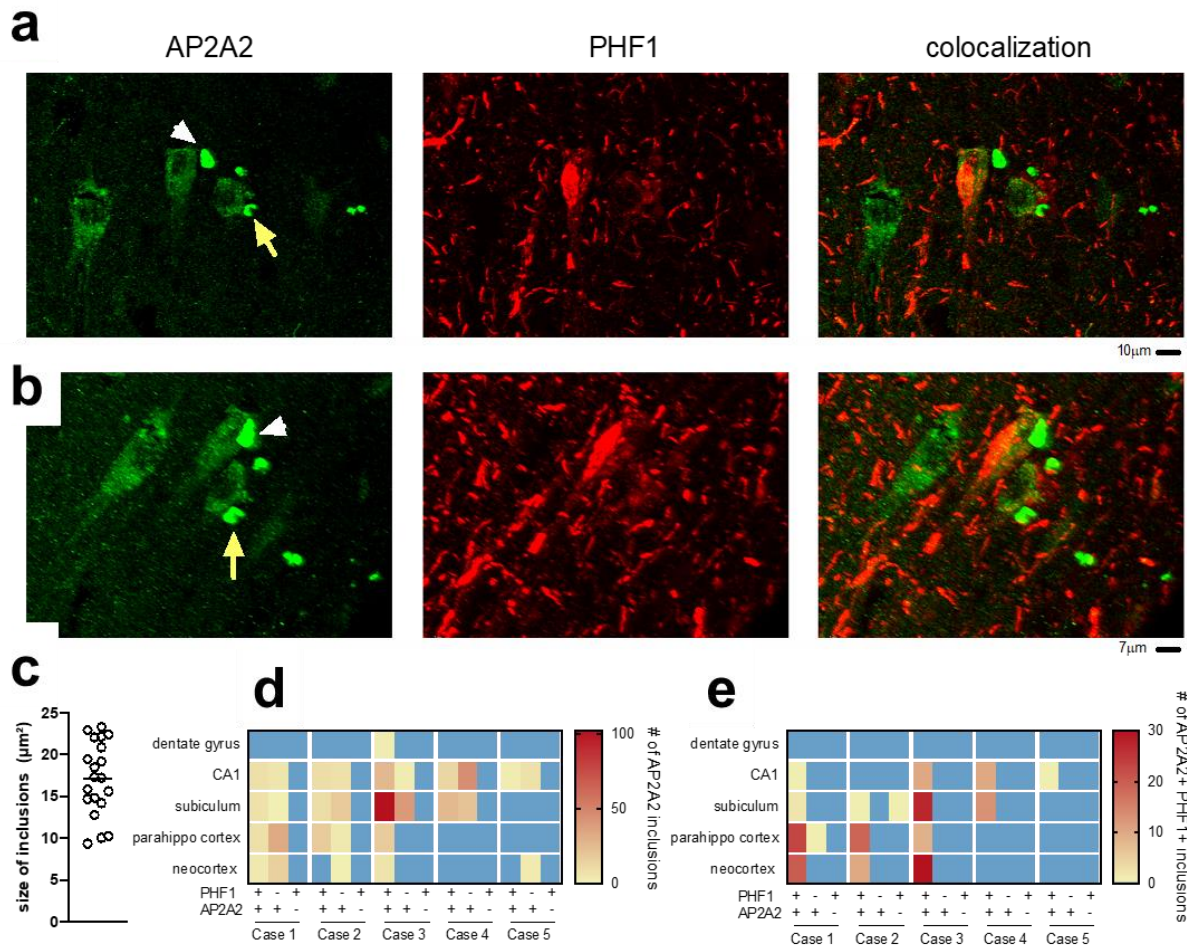 a
AP2A2 PHF1 colocalization
10µm
b
7µm
c
size of inclusions (µm²)
25
20
15
10
5
0
d
dentate gyrus
CA1
subiculum
parahippo cortex
neocortex
100
50
0
# of AP2A2 inclusions
PHF1 + - + + - + + - + + - + + - +
AP2A2 + + - + + - + + - + + - + + -
Case 1 Case 2 Case 3 Case 4 Case 5
e
dentate gyrus
CA1
subiculum
parahippo cortex
neocortex
30
20
10
0
# of AP2A2+ PHF1+ inclusions
PHF1 + - + + - + + - + + - + + - +
AP2A2 + + - + + - + + - + + - + + -
Case 1 Case 2 Case 3 Case 4 Case 5